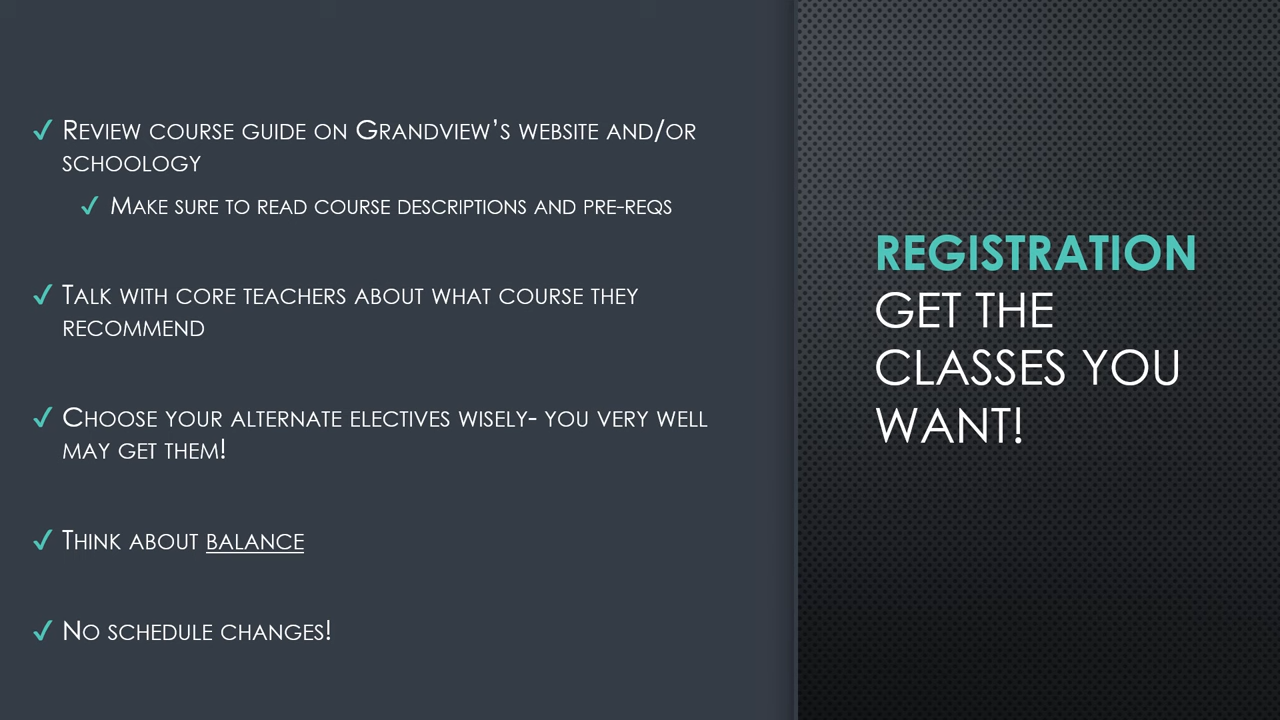 ✓ Review course guide on Grandview’s website and/or
schoology
✓ Make sure to read course descriptions and pre-reqs
✓ Talk with core teachers about what course they
recommend
✓ Choose your alternate electives wisely- you very well
may get them!
✓ Think about balance
✓ No schedule changes!
REGISTRATION
GET THE
CLASSES YOU
WANT!